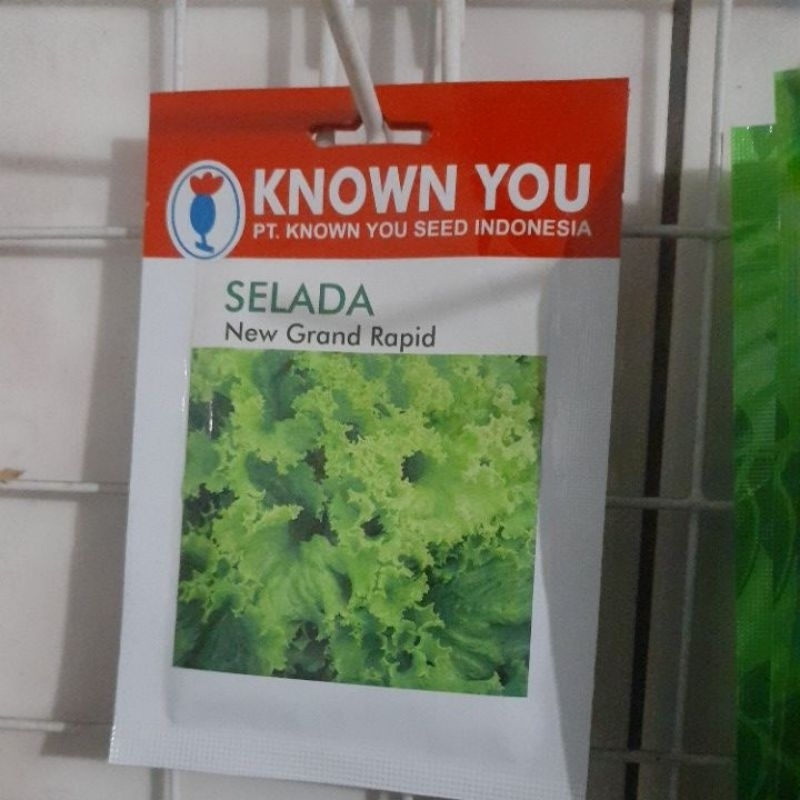 KNOWN YOU
PT. KNOWN YOU SEED INDONESIA
SELADA
New Grand Rapid